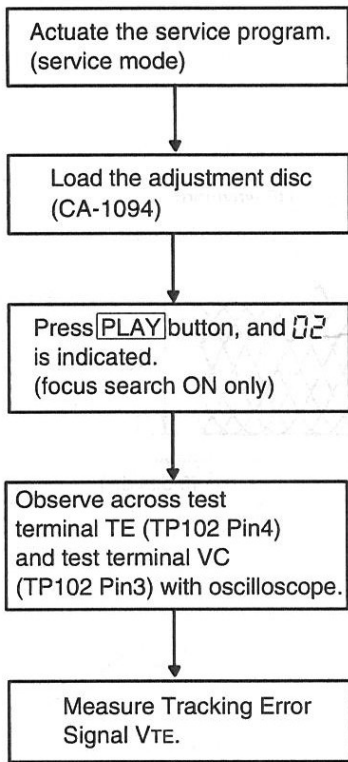 Actuate the service program.
(service mode)
Load the adjustment disc
(CA-1094)
Press PLAY button, and 02
is indicated.
(focus search ON only)
Observe across test
terminal TE (TP102 Pin4)
and test terminal VC
(TP102 Pin3) with oscilloscope.
Measure Tracking Error
Signal VTE.